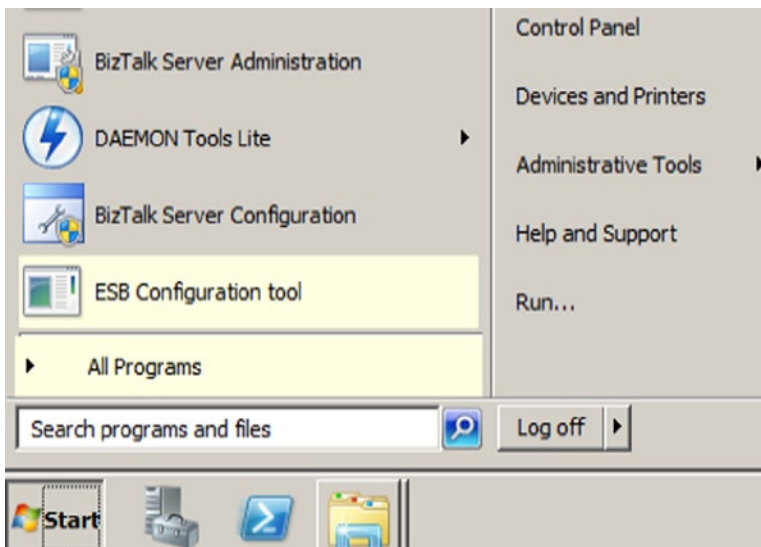 BizTalk Server Administration
DAEMON Tools Lite
BizTalk Server Configuration
ESB Configuration tool
All Programs
Search programs and files
Control Panel
Devices and Printers
Administrative Tools
Help and Support
Run...
Log off
Start